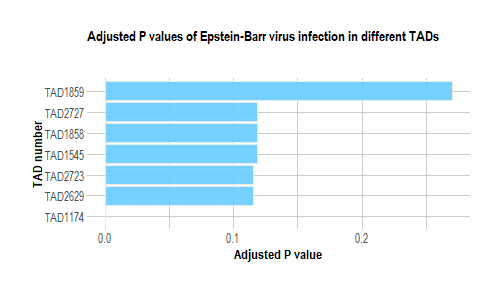 Adjusted P values of Epstein-Barr virus infection in different TADs
TAD number
TAD1859
TAD2727
TAD1858
TAD1545
TAD2723
TAD2629
TAD1174
0.0 0.1 0.2
Adjusted P value